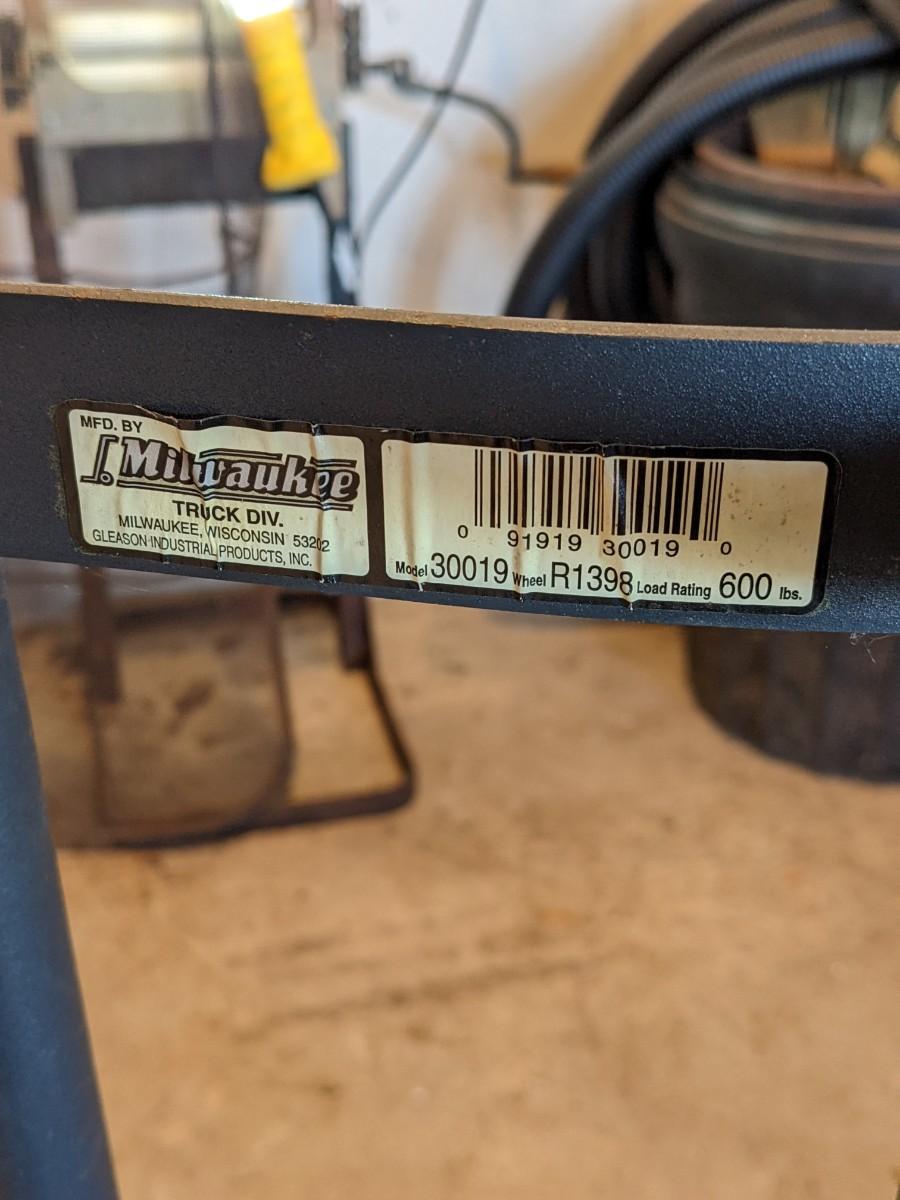 MFD. BY
Milwaukee
TRUCK DIV.
MILWAUKEE, WISCONSIN 53202
GLEASON INDUSTRIAL PRODUCTS, INC.
0 91919 30019 0
Model 30019 Wheel R1398 Load Rating 600 lbs.